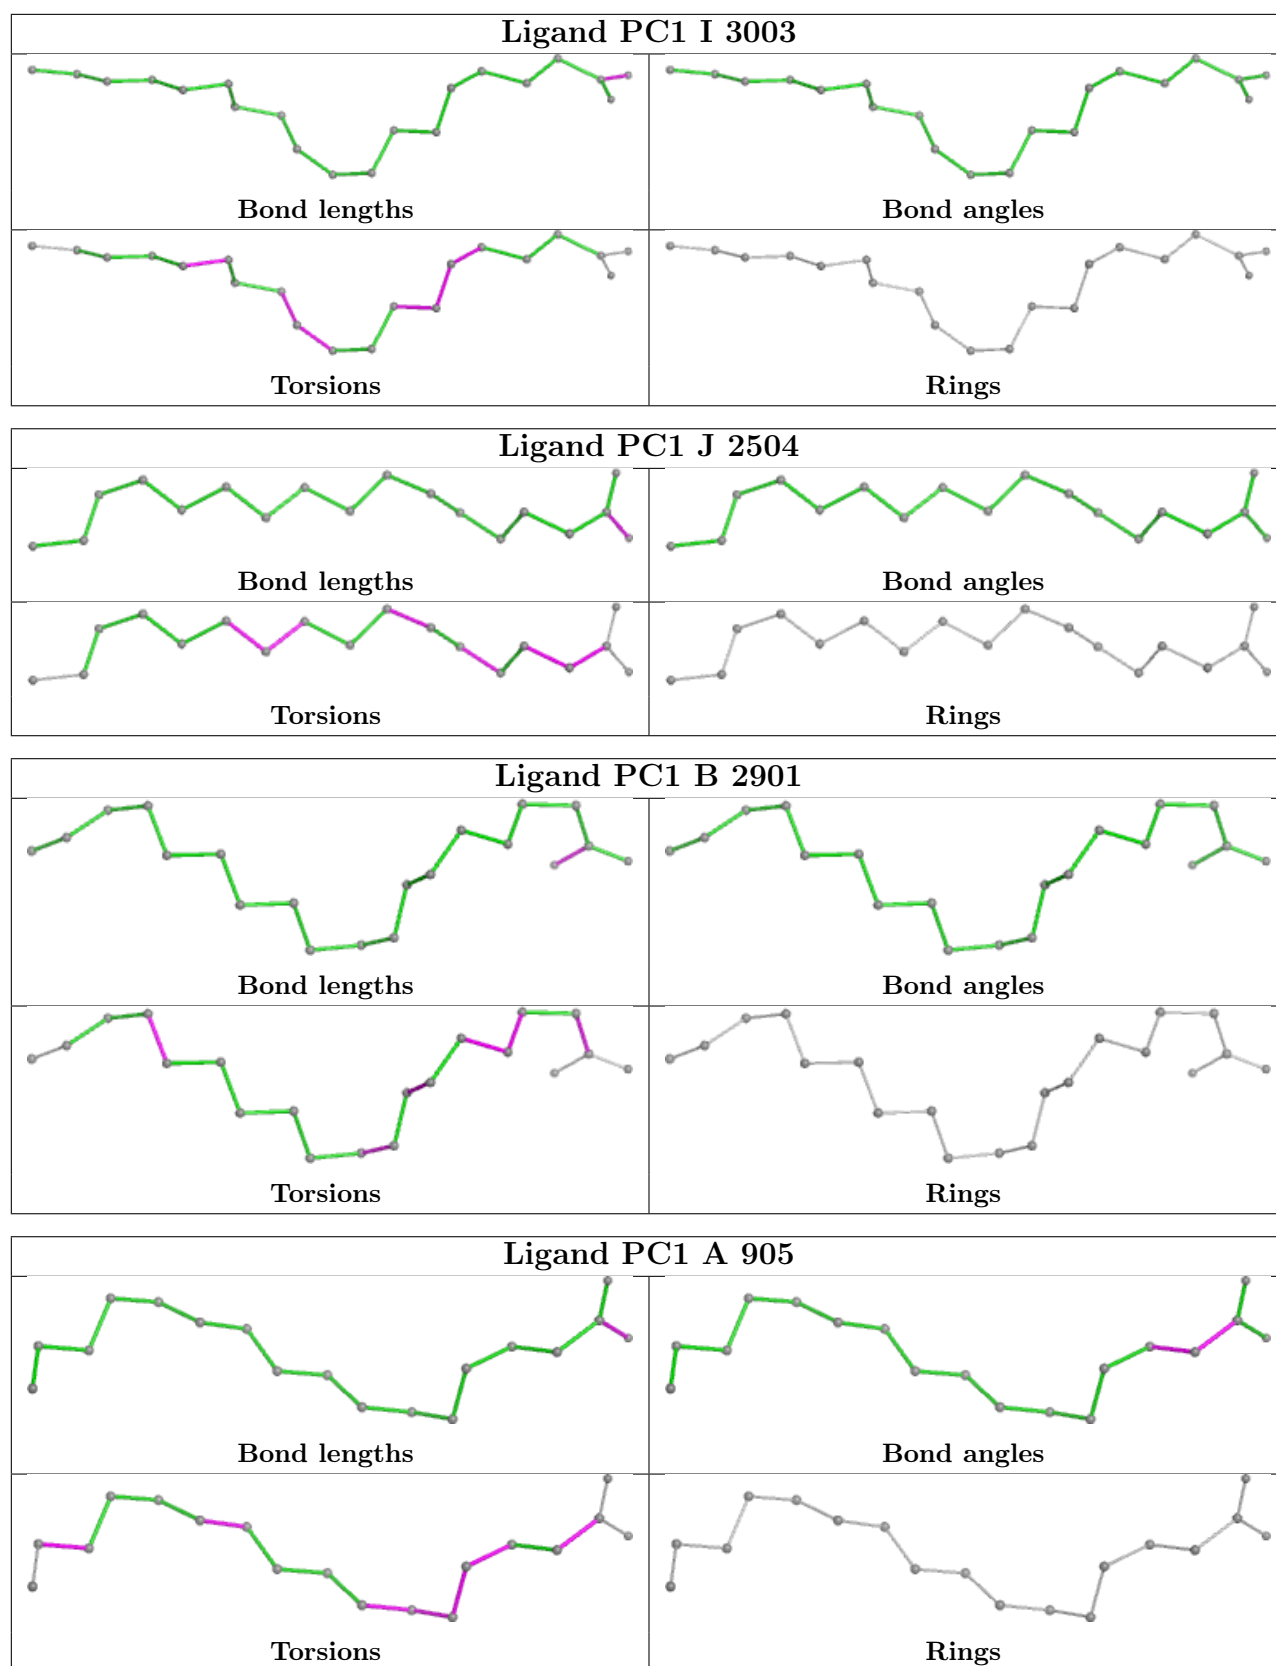 Ligand PC1 I 3003
Bond lengths
Bond angles
Torsions
Rings
Ligand PC1 J 2504
Bond lengths
Bond angles
Torsions
Rings
Ligand PC1 B 2901
Bond lengths
Bond angles
Torsions
Rings
Ligand PC1 A 905
Bond lengths
Bond angles
Torsions
Rings